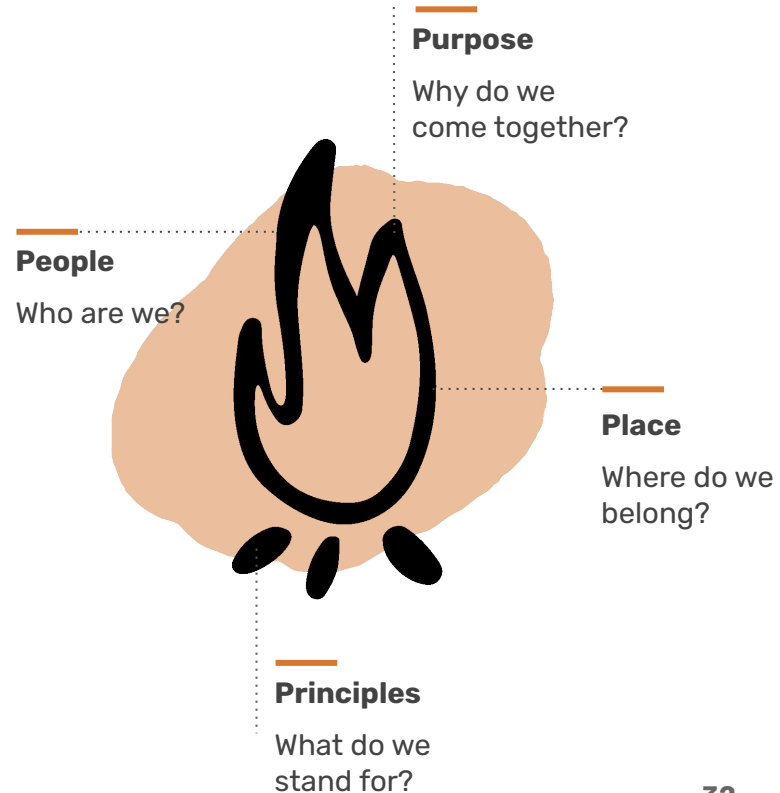 Purpose
Why do we
come together?
People
Who are we?
Place
Where do we
belong?
Principles
What do we
stand for?